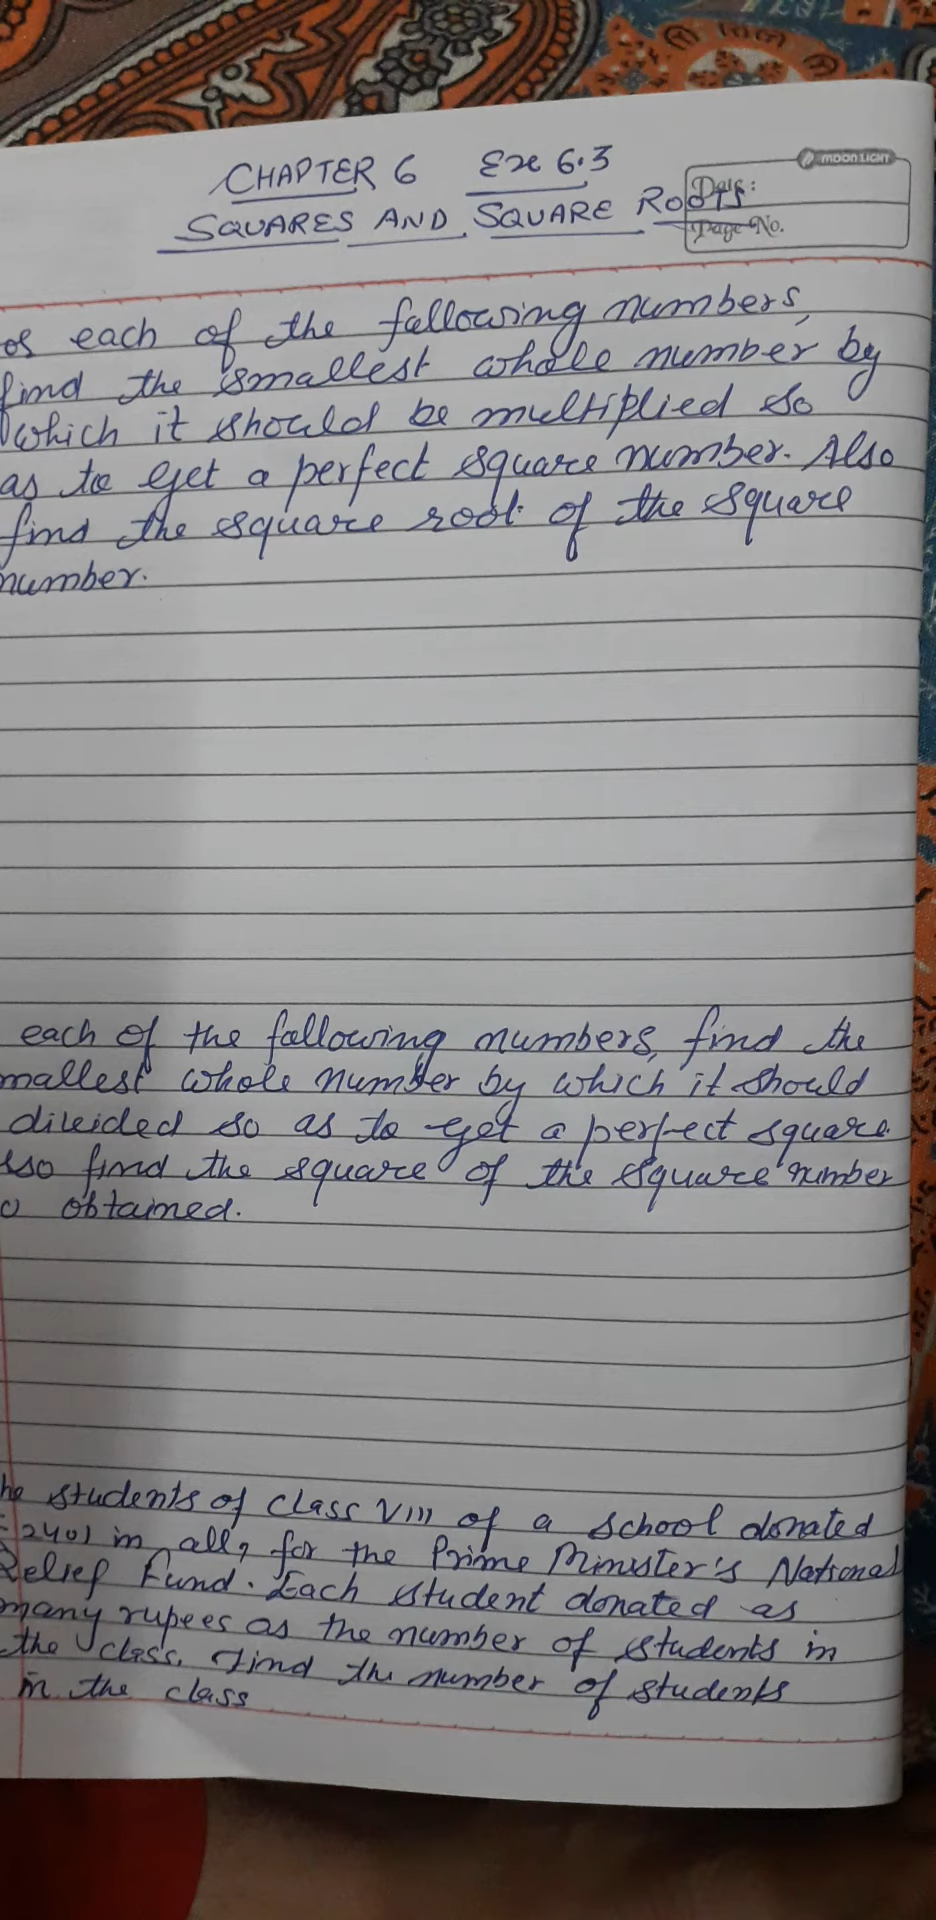 CHAPTER 6 Ex 6.3
SQUARES AND SQUARE ROOTS
MOON LIGHT
Date:
Page No.
or each of the following numbers,
find the smallest whole number by
which it should be multiplied so
as to get a perfect square number. Also
find the square root of the square
number.
each of the following numbers, find the
mallest whole number by which it should
divided so as to get a perfect square.
lso find the square of the square number
o obtained.
he students of class VIII of a school donated
2401 in all, for the Prime Minister's National
Relief Fund. Each student donated as
many rupees as the number of students in
the class. Find the number of students
in the class